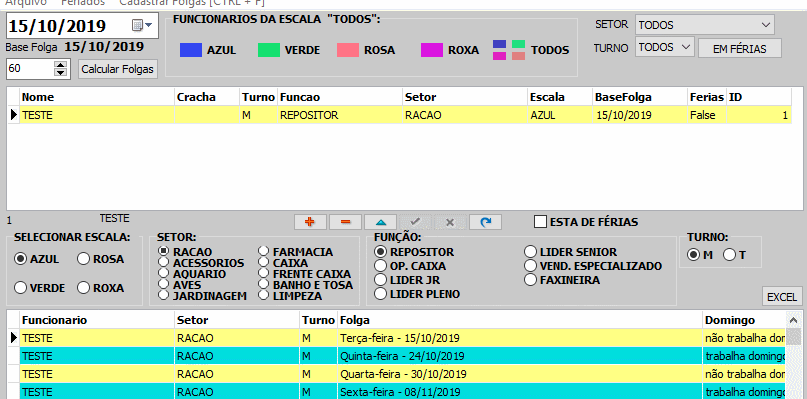 Arquivo Feriados Cadastrar Folgas [CTRL + F]
15/10/2019
Base Folga 15/10/2019
60 Calcular Folgas
FUNCIONARIOS DA ESCALA "TODOS":
AZUL VERDE ROSA ROXA TODOS
SETOR TODOS
TURNO TODOS EM FÉRIAS
Nome Cracha Turno Funcao Setor Escala BaseFolga Ferias ID
TESTE M REPOSITOR RACAO AZUL 15/10/2019 False 1
1 TESTE
ESTA DE FÉRIAS
SELECIONAR ESCALA:
AZUL ROSA
VERDE ROXA
SETOR:
RACAO FARMACIA
ACESSORIOS CAIXA
AQUARIO FRENTE CAIXA
AVES BANHO E TOSA
JARDINAGEM LIMPEZA
FUNÇÃO:
REPOSITOR LIDER SENIOR
OP. CAIXA VEND. ESPECIALIZADO
LIDER JR FAXINEIRA
LIDER PLENO
TURNO:
M T
EXCEL
Funcionario Setor Turno Folga Domingo
TESTE RACAO M Terça-feira - 15/10/2019 não trabalha dor
TESTE RACAO M Quinta-feira - 24/10/2019 trabalha domingo
TESTE RACAO M Quarta-feira - 30/10/2019 não trabalha dor
TESTE RACAO M Sexta-feira - 08/11/2019 trabalha domingo